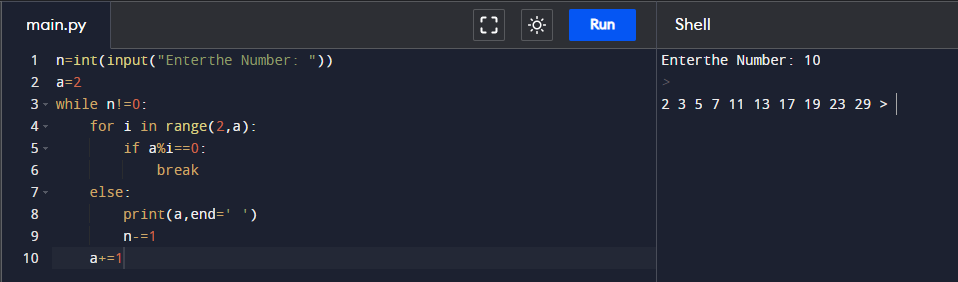 main.py Run Shell
1 n=int(input("Enterthe Number: "))
2 a=2
3 while n!=0:
4     for i in range(2,a):
5         if a%i==0:
6             break
7     else:
8         print(a,end=' ')
9         n-=1
10     a+=1
Enterthe Number: 10
>
2 3 5 7 11 13 17 19 23 29 >